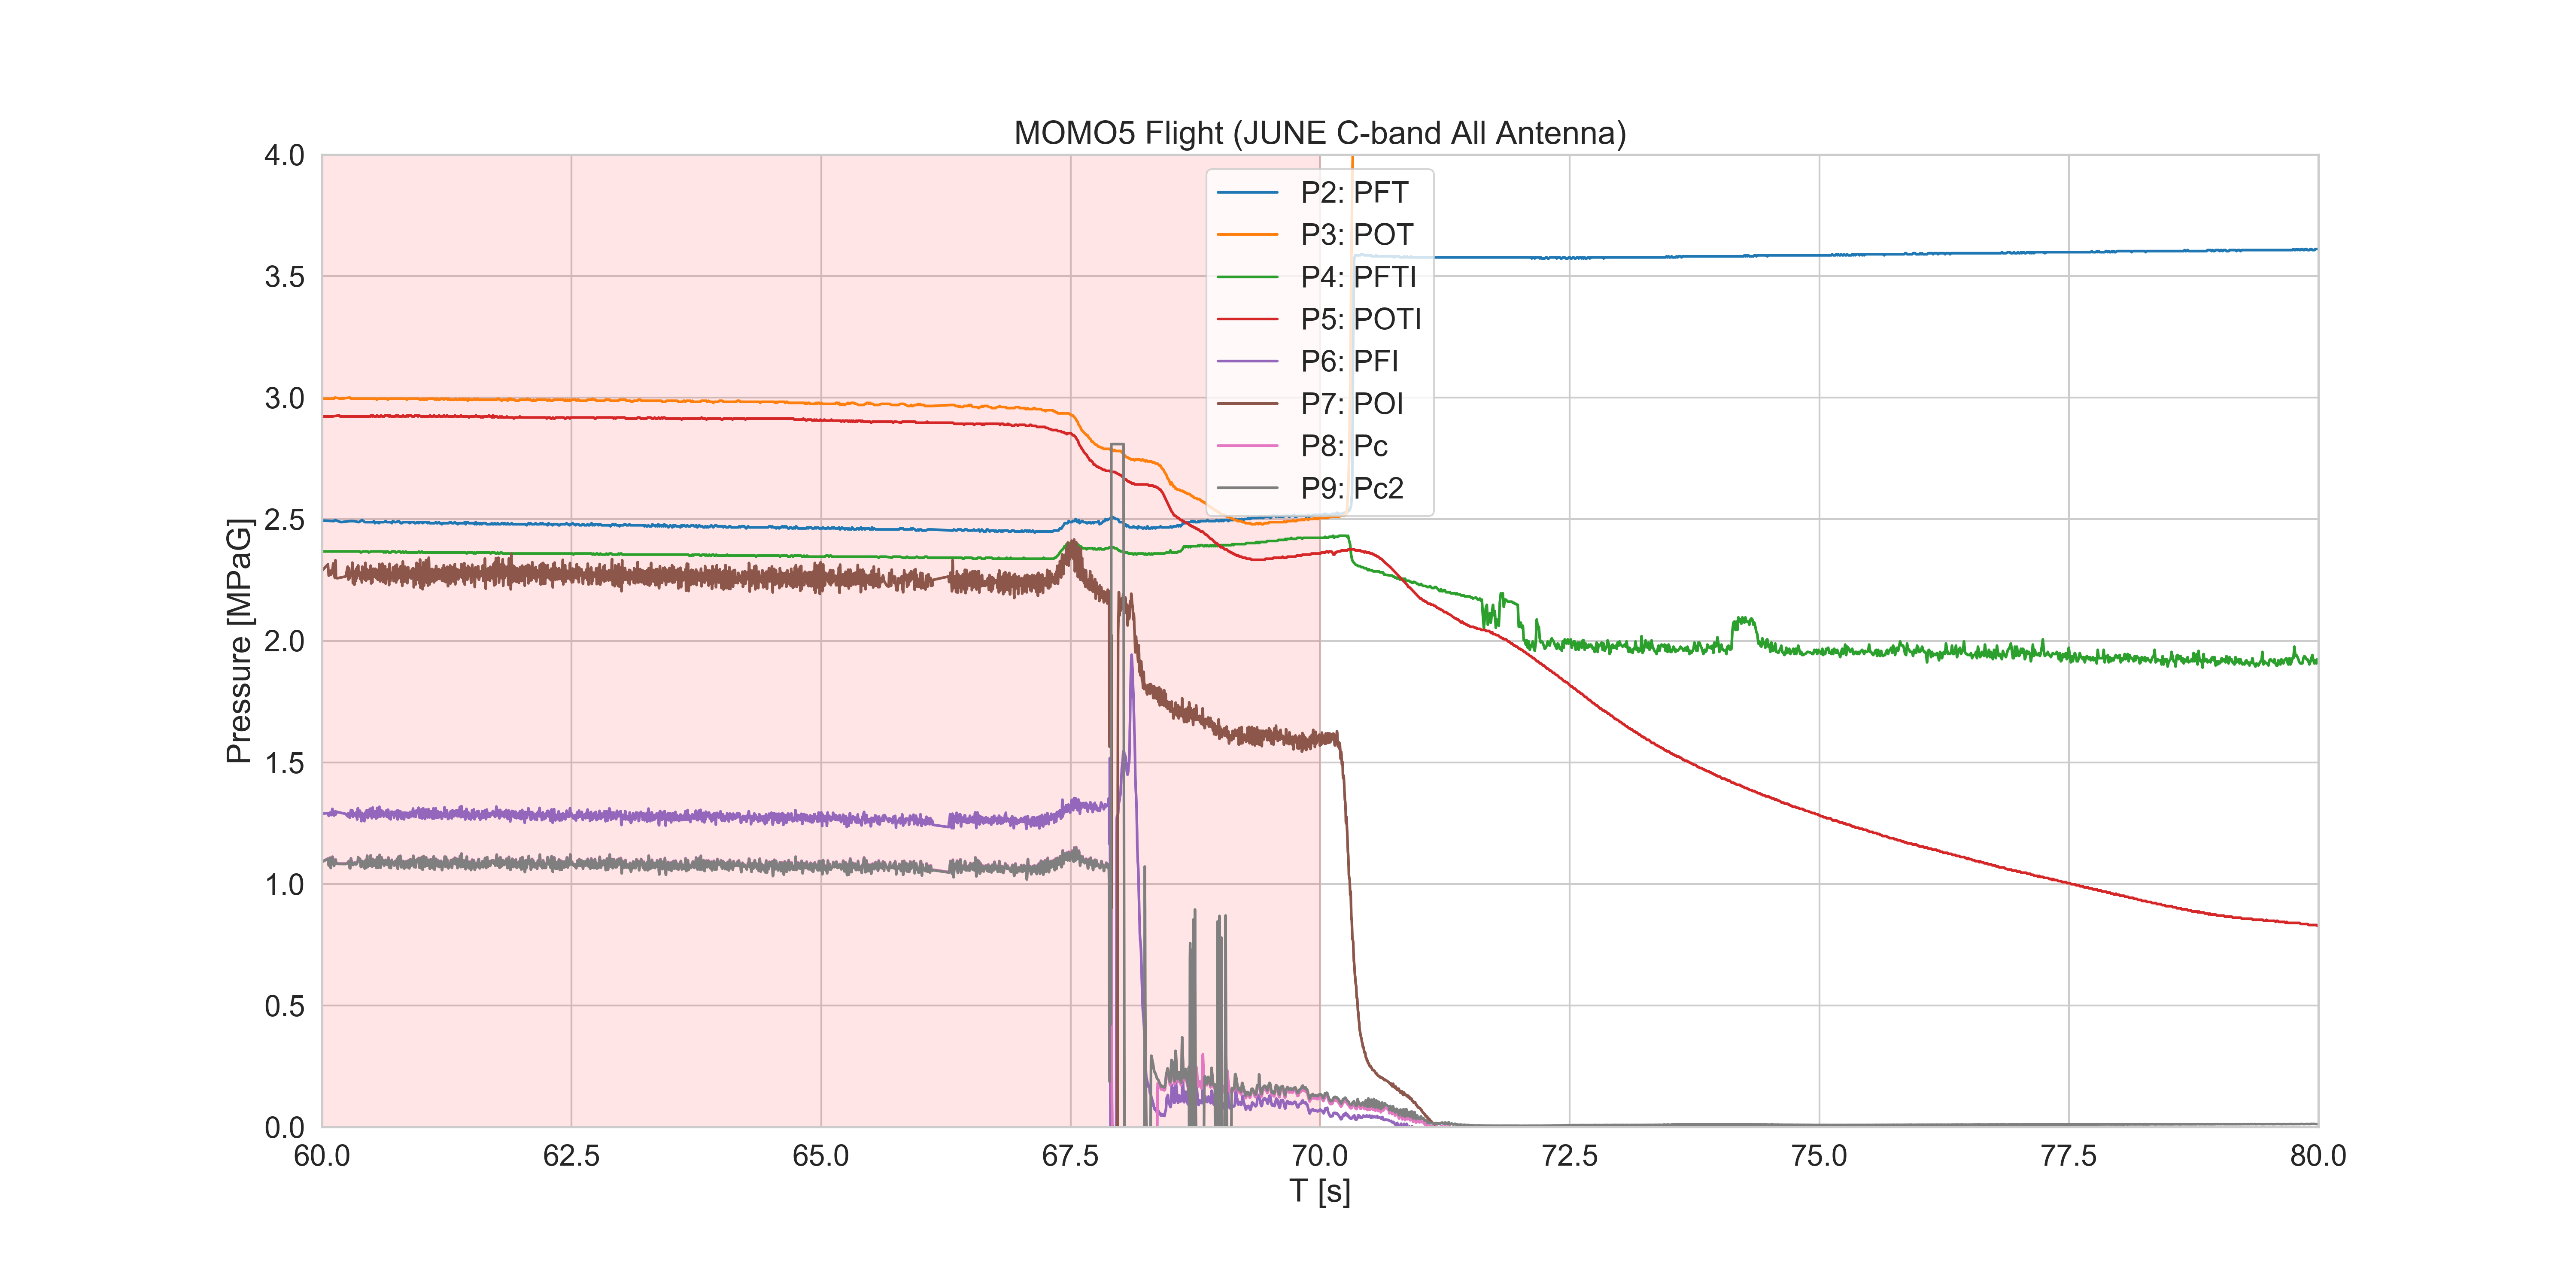 MOMO5 Flight (JUNE C-band All Antenna)
4.0
3.5
3.0
2.5
2.0
1.5
1.0
0.5
0.0
Pressure [MPaG]
P2: PFT
P3: POT
P4: PFTI
P5: POTI
P6: PFI
P7: POI
P8: Pc
P9: Pc2
60.0 62.5 65.0 67.5 70.0 72.5 75.0 77.5 80.0
T [s]